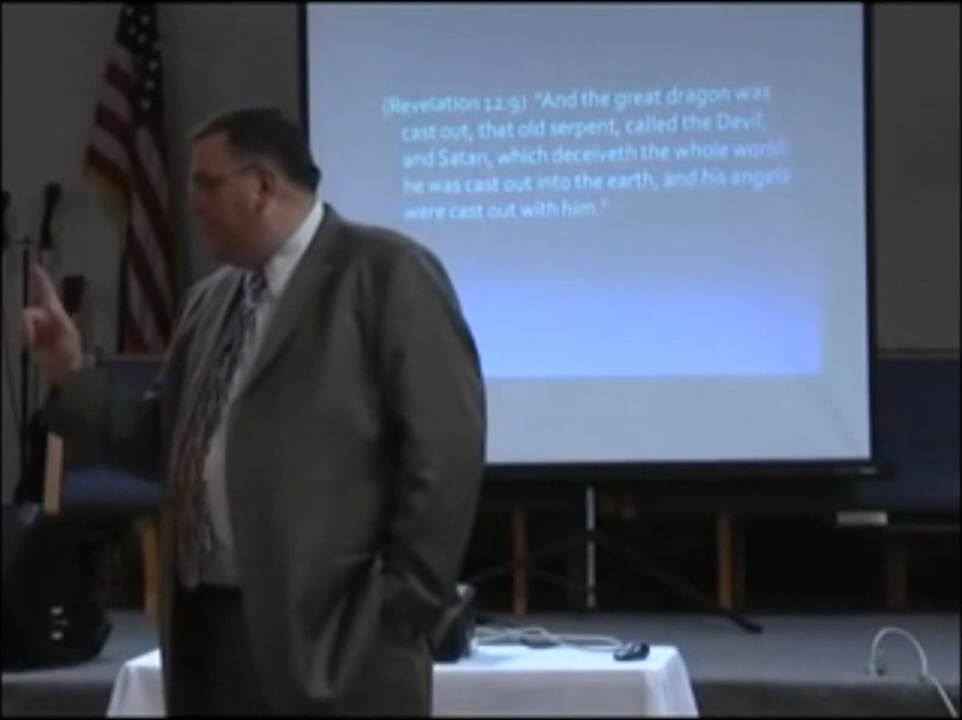 (Revelation 12:9) "And the great dragon was
cast out, that old serpent, called the Devil,
and Satan, which deceiveth the whole world:
he was cast out into the earth, and his angels
were cast out with him."